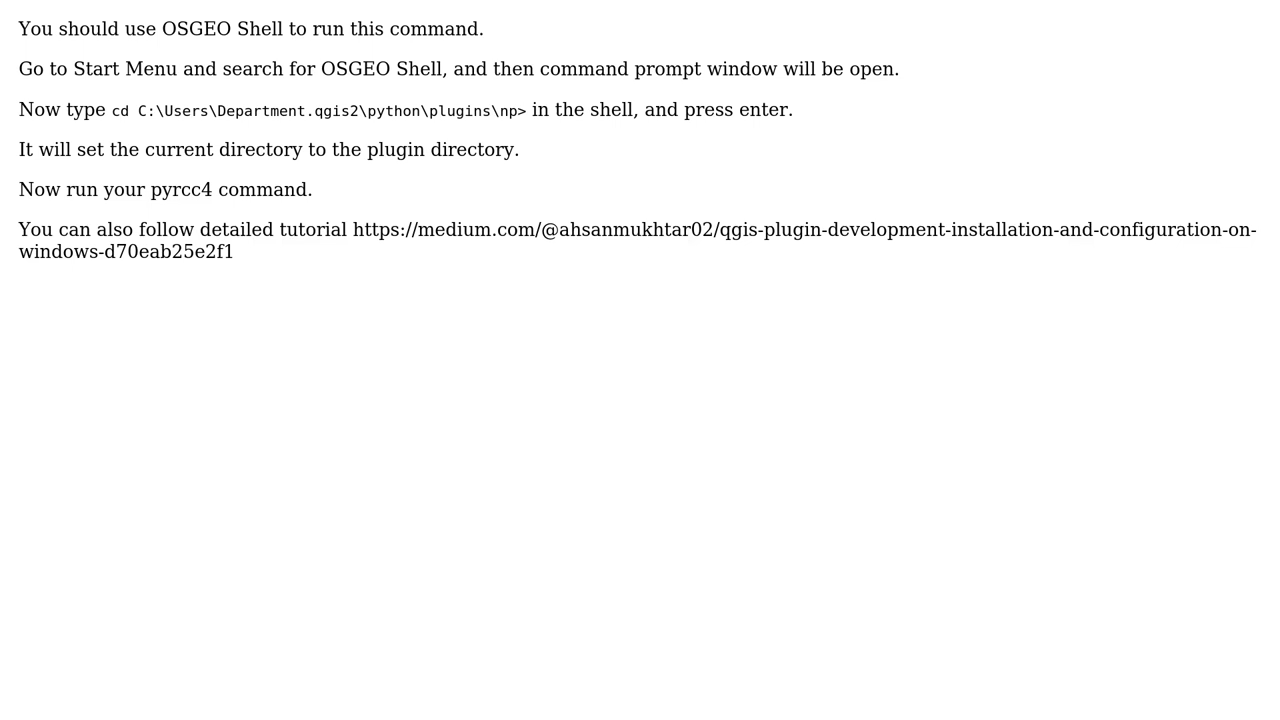 You should use OSGEO Shell to run this command.
Go to Start Menu and search for OSGEO Shell, and then command prompt window will be open.
Now type cd C:\Users\Department.qgis2\python\plugins\np> in the shell, and press enter.
It will set the current directory to the plugin directory.
Now run your pyrcc4 command.
You can also follow detailed tutorial https://medium.com/@ahsanmukhtar02/qgis-plugin-development-installation-and-configuration-on-
windows-d70eab25e2f1